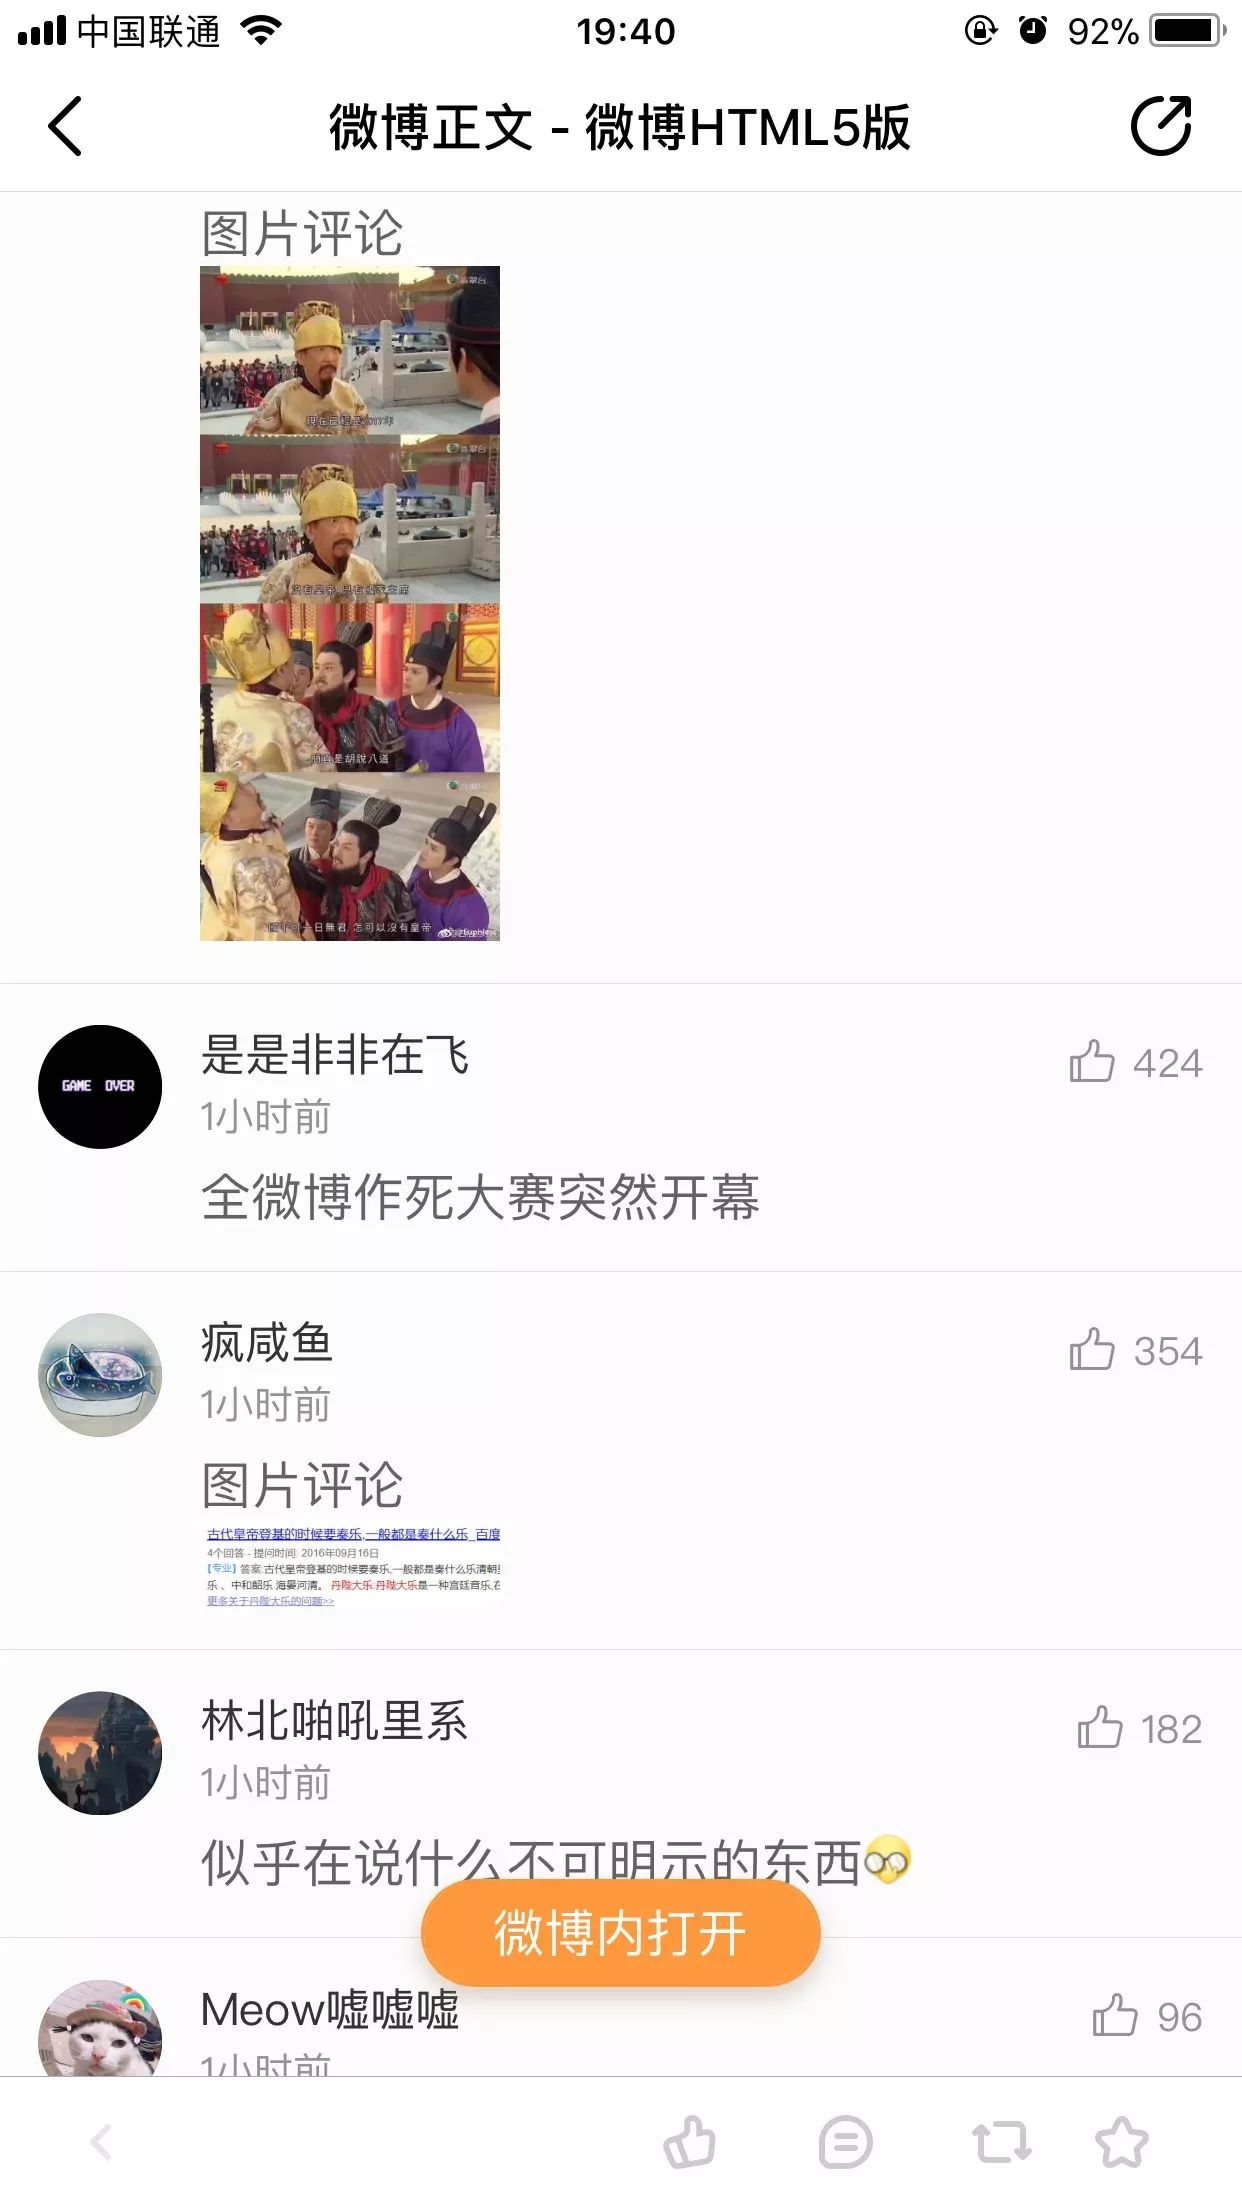 中国联通
19:40
92%
微博正文 - 微博HTML5版
图片评论
現在已經是2017年
沒有皇帝 只有國家主席
簡直是胡說八道
國不可一日無君 怎可以沒有皇帝
是是非非在飞
424
1小时前
GAME OVER
全微博作死大赛突然开幕
疯咸鱼
354
1小时前
图片评论
古代皇帝登基的时候要奏乐,一般都是奏什么乐_百度
4个回答 - 提问时间: 2016年09月16日
[专业] 答案:古代皇帝登基的时候要奏乐,一般都是奏什么乐清朝
乐、中和韶乐 海晏河清。 丹陛大乐:丹陛大乐是一种宫廷音乐,在
更多关于丹陛大乐的问题>>
林北啪吼里系
182
1小时前
似乎在说什么不可明示的东西
微博内打开
Meow嘘嘘嘘
96
1小时前